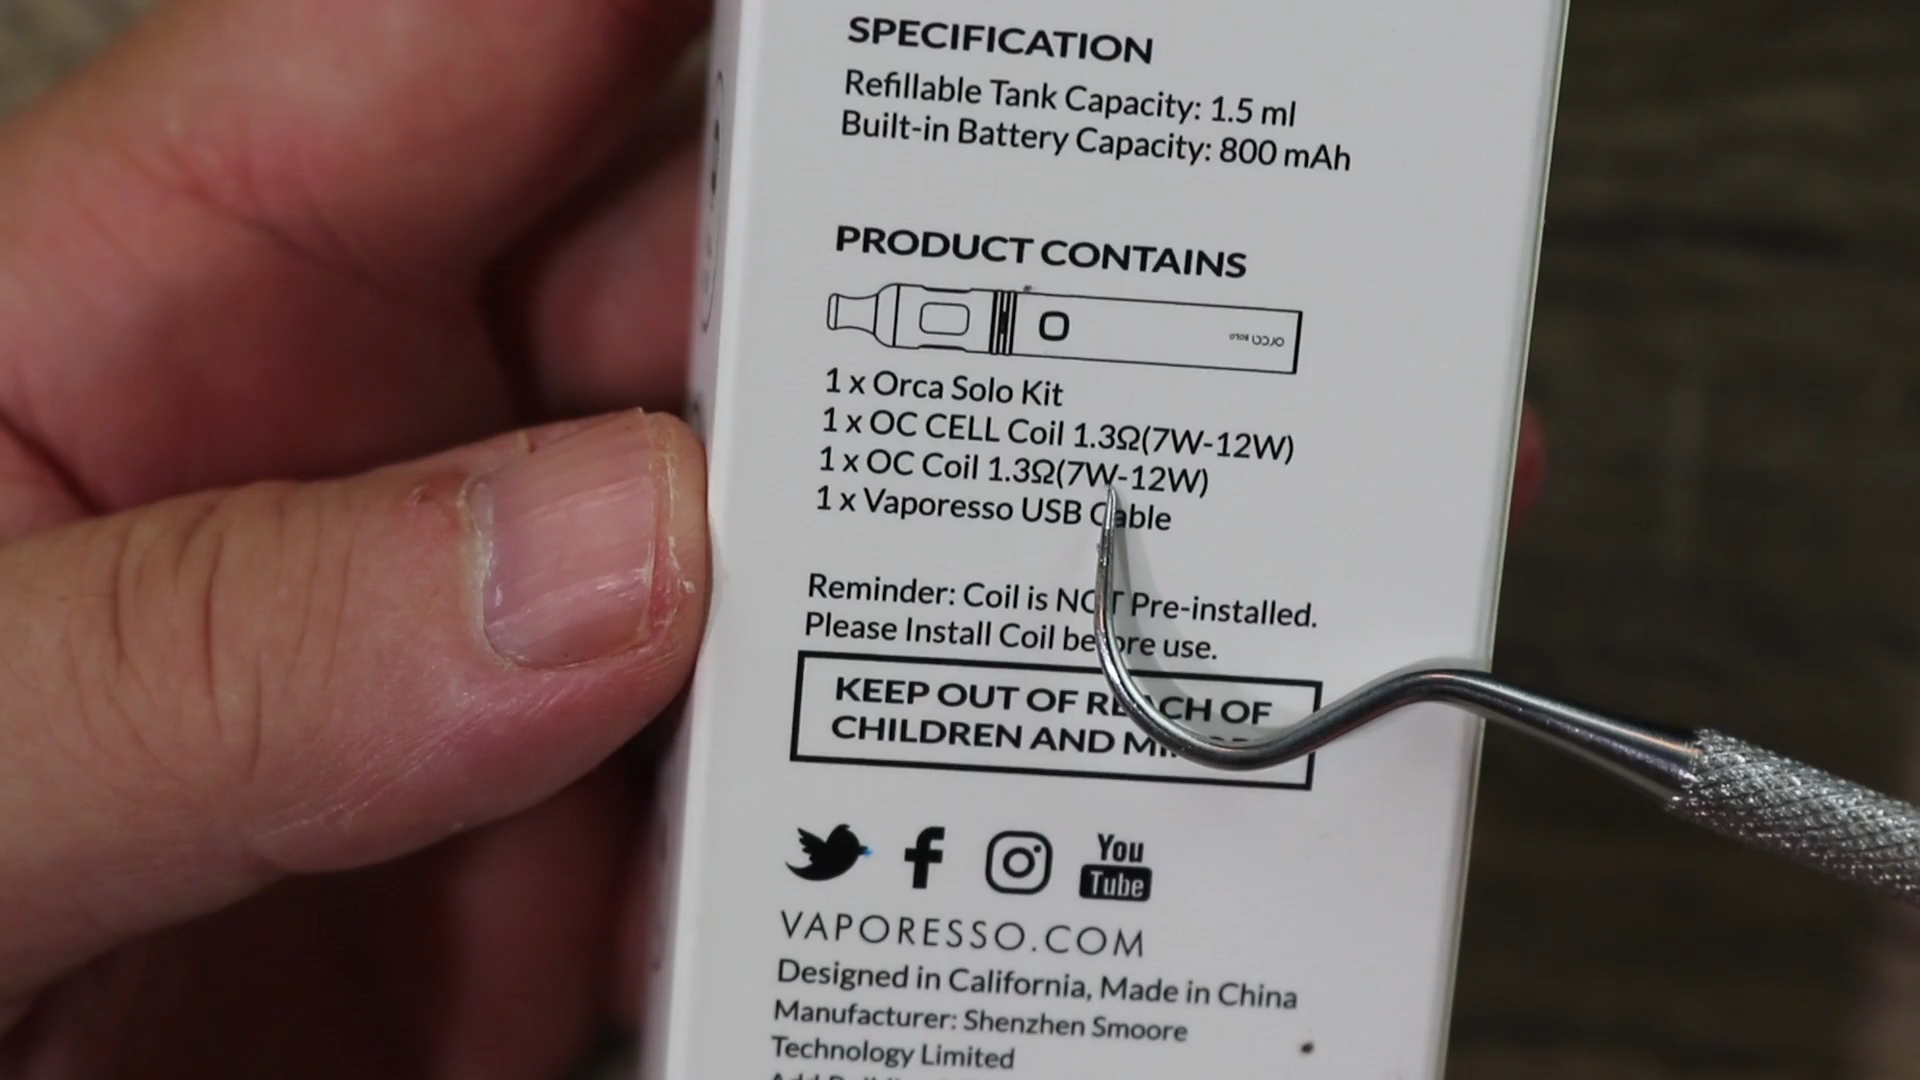 SPECIFICATION
Refillable Tank Capacity: 1.5 ml
Built-in Battery Capacity: 800 mAh
PRODUCT CONTAINS
orca SOLO
1 x Orca Solo Kit
1 x OC CELL Coil 1.3Ω(7W-12W)
1 x OC Coil 1.3Ω(7W-12W)
1 x Vaporesso USB Cable
Reminder: Coil is NOT Pre-installed.
Please Install Coil before use.
KEEP OUT OF REACH OF
CHILDREN AND
You
Tube
VAPORESSO.COM
Designed in California, Made in China
Manufacturer: Shenzhen Smoore
Technology Limited